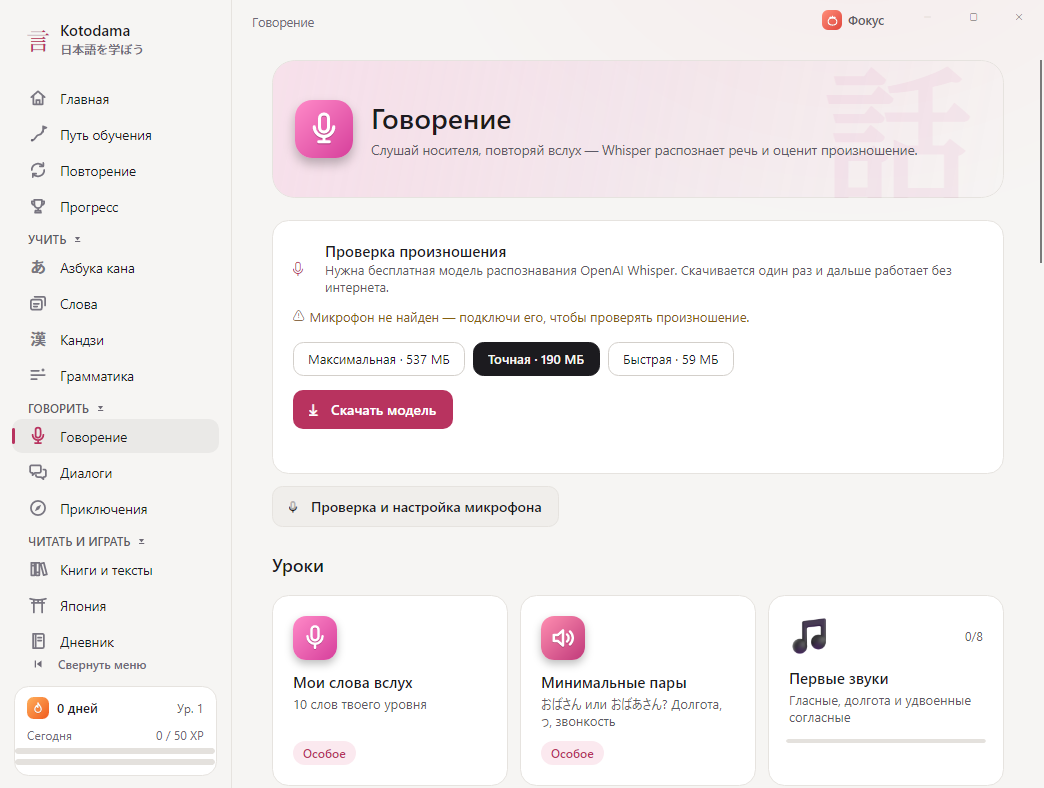 言
Kotodama
日本語を学ぼう
Главная
Путь обучения
Повторение
Прогресс
УЧИТЬ
あ Азбука кана
Слова
漢 Кандзи
Грамматика
ГОВОРИТЬ
Говорение
Диалоги
Приключения
ЧИТАТЬ И ИГРАТЬ
Книги и тексты
Япония
Дневник
Свернуть меню
0 дней
Ур. 1
Сегодня
0 / 50 XP
Говорение
Фокус
話
Говорение
Слушай носителя, повторяй вслух — Whisper распознает речь и оценит произношение.
Проверка произношения
Нужна бесплатная модель распознавания OpenAI Whisper. Скачивается один раз и дальше работает без
интернета.
Микрофон не найден — подключи его, чтобы проверять произношение.
Максимальная · 537 МБ
Точная · 190 МБ
Быстрая · 59 МБ
Скачать модель
Проверка и настройка микрофона
Уроки
Мои слова вслух
10 слов твоего уровня
Особое
Минимальные пары
おばさん или おばあさん? Долгота,
っ, звонкость
Особое
0/8
Первые звуки
Гласные, долгота и удвоенные
согласные